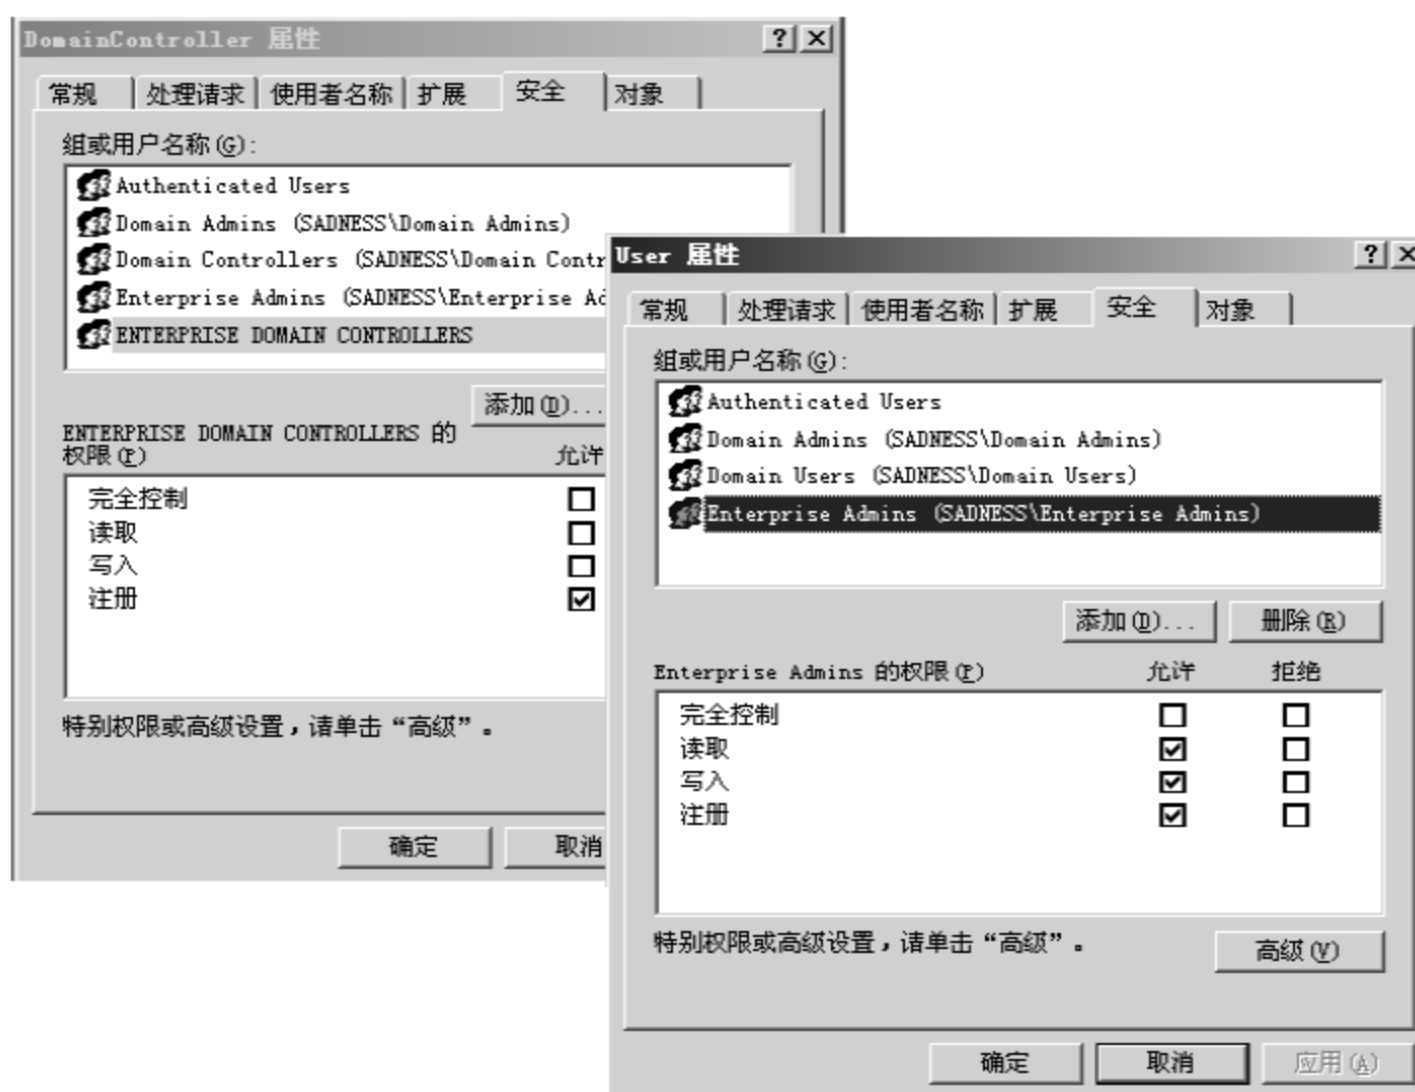 DomainController 属性
常规 处理请求 使用者名称 扩展 安全 对象
组或用户名称(G):
Authenticated Users
Domain Admins (SADNESS\Domain Admins)
Domain Controllers (SADNESS\Domain Contr
Enterprise Admins (SADNESS\Enterprise Ad
ENTERPRISE DOMAIN CONTROLLERS
添加(D)...
ENTERPRISE DOMAIN CONTROLLERS 的
权限(P) 允许
完全控制
读取
写入
注册
特别权限或高级设置，请单击“高级”。
确定 取消
User 属性
常规 处理请求 使用者名称 扩展 安全 对象
组或用户名称(G):
Authenticated Users
Domain Admins (SADNESS\Domain Admins)
Domain Users (SADNESS\Domain Users)
Enterprise Admins (SADNESS\Enterprise Admins)
添加(D)... 删除(R)
Enterprise Admins 的权限(P) 允许 拒绝
完全控制
读取
写入
注册
特别权限或高级设置，请单击“高级”。
高级(V)
确定 取消 应用(A)